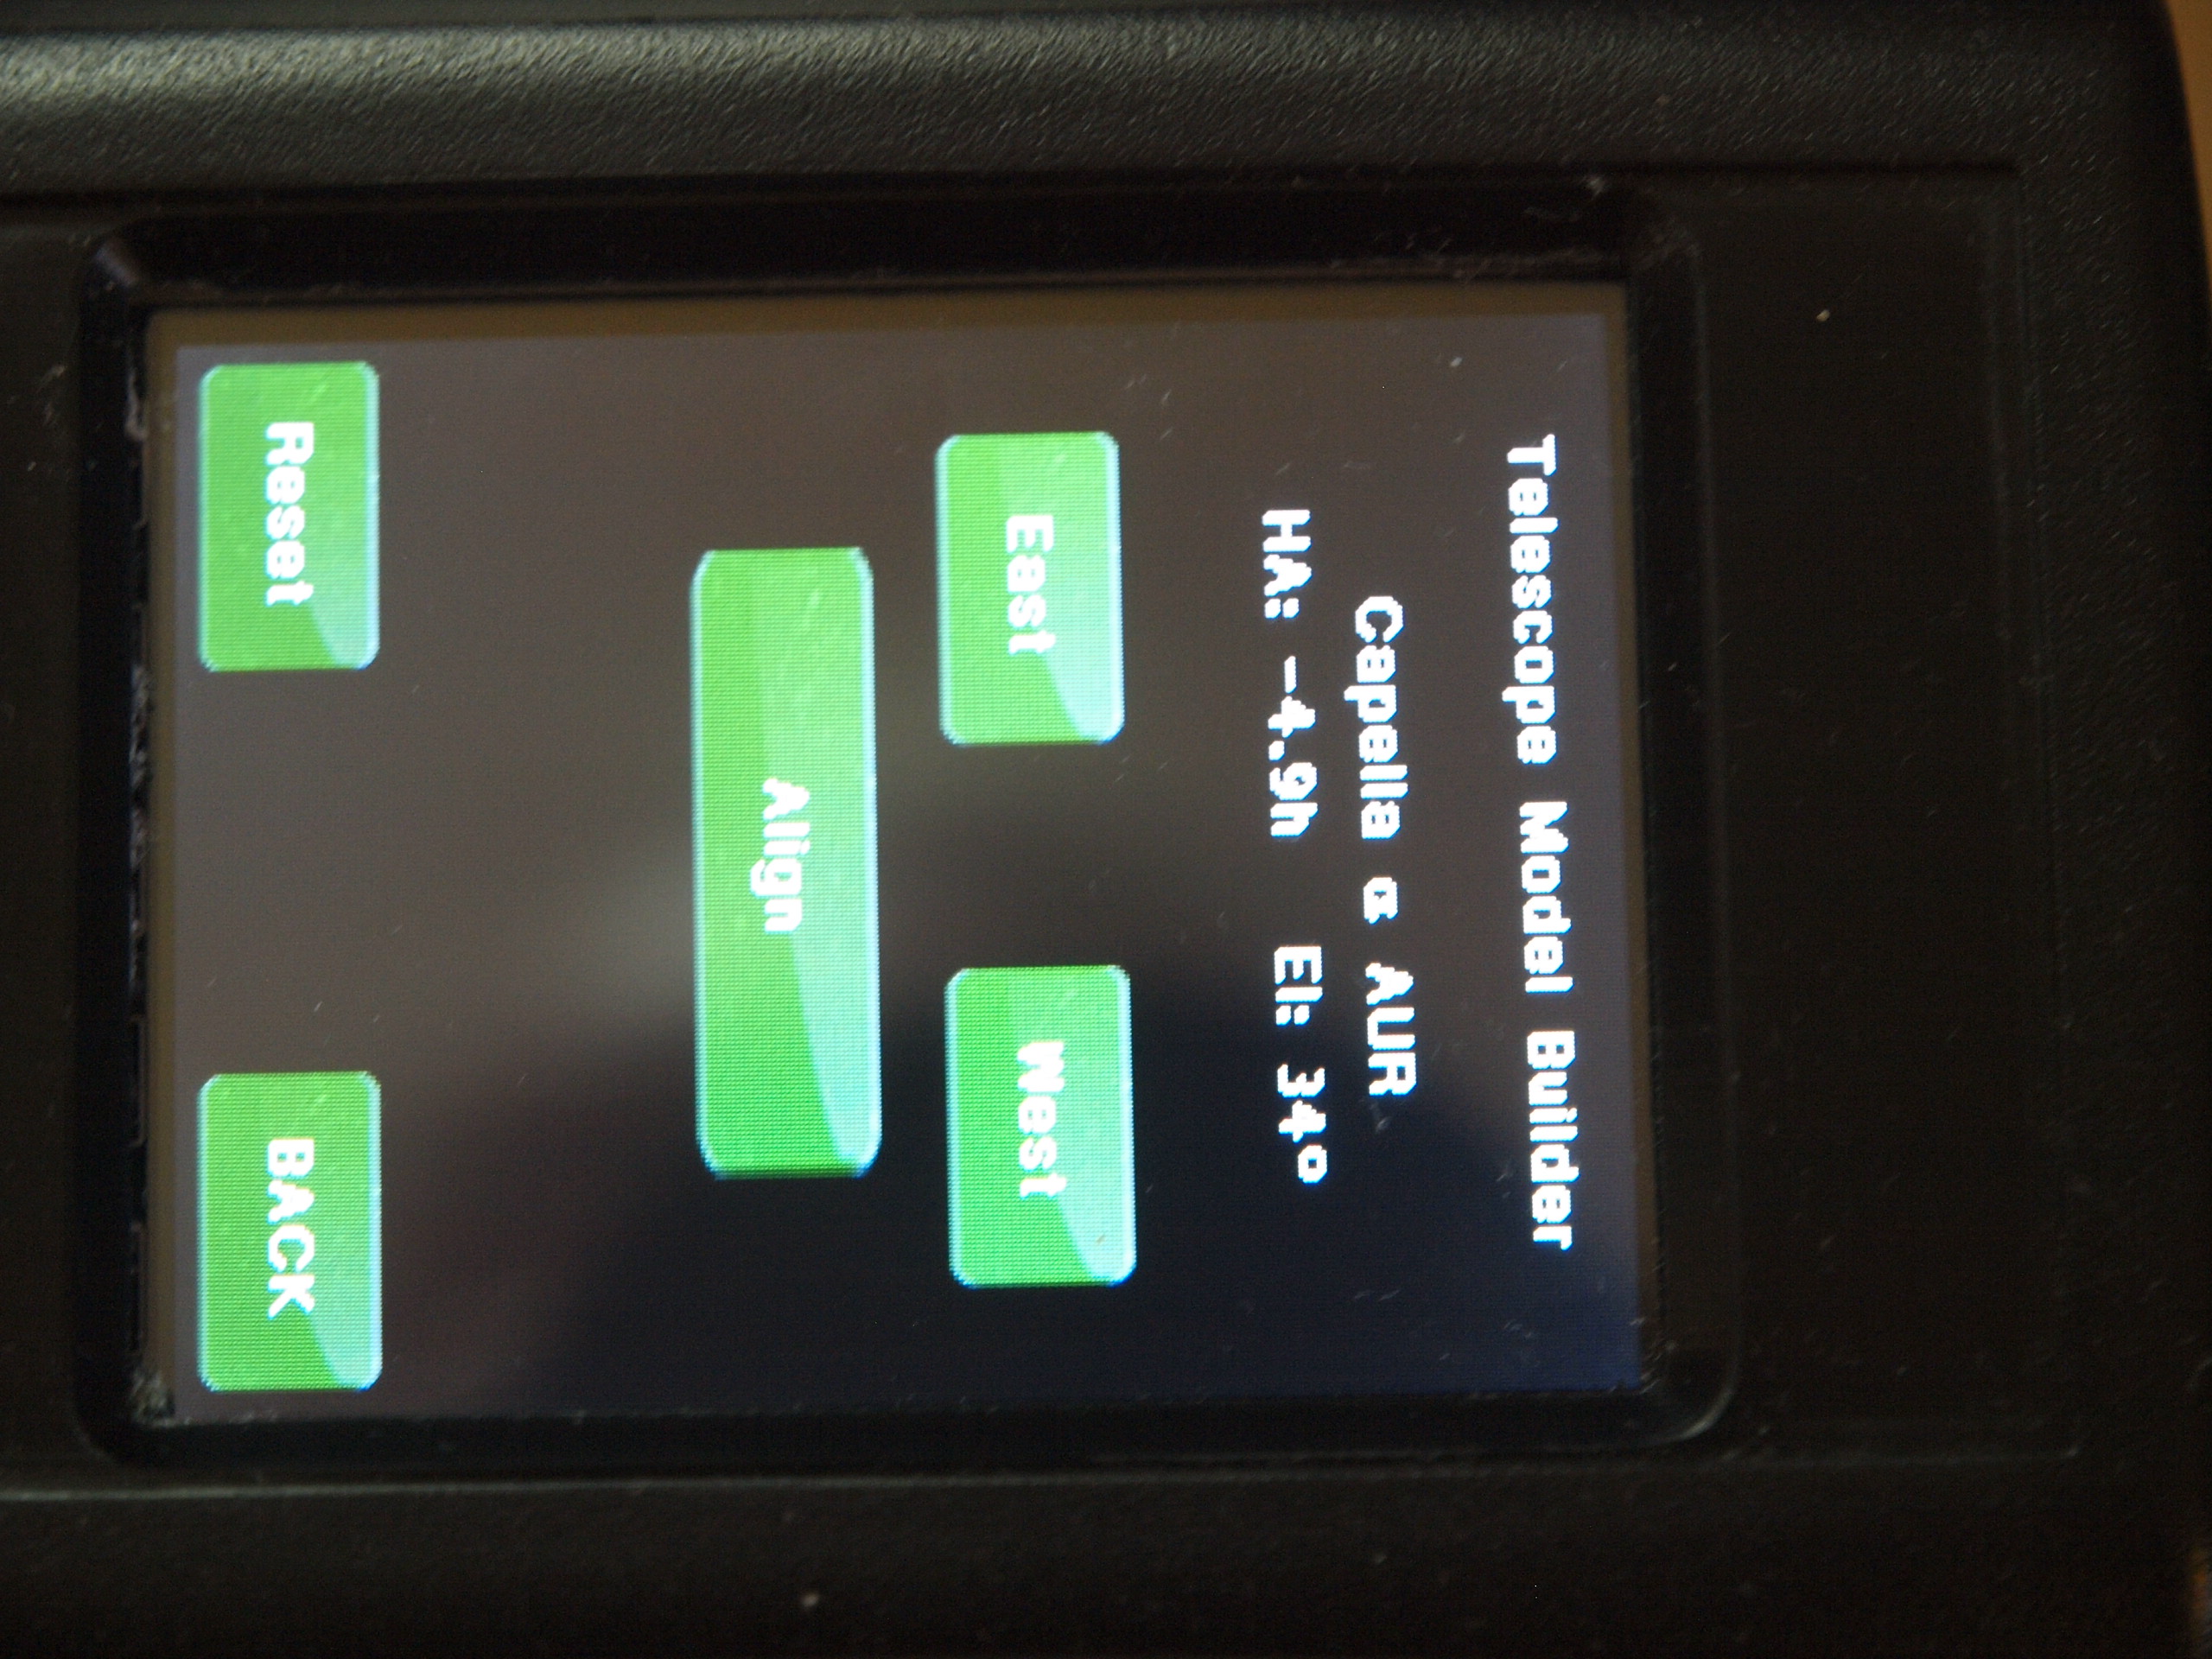 Telescope Model Builder
Capella α AUR
HA: -4.9h El: 34°
East West
Align
Reset BACK